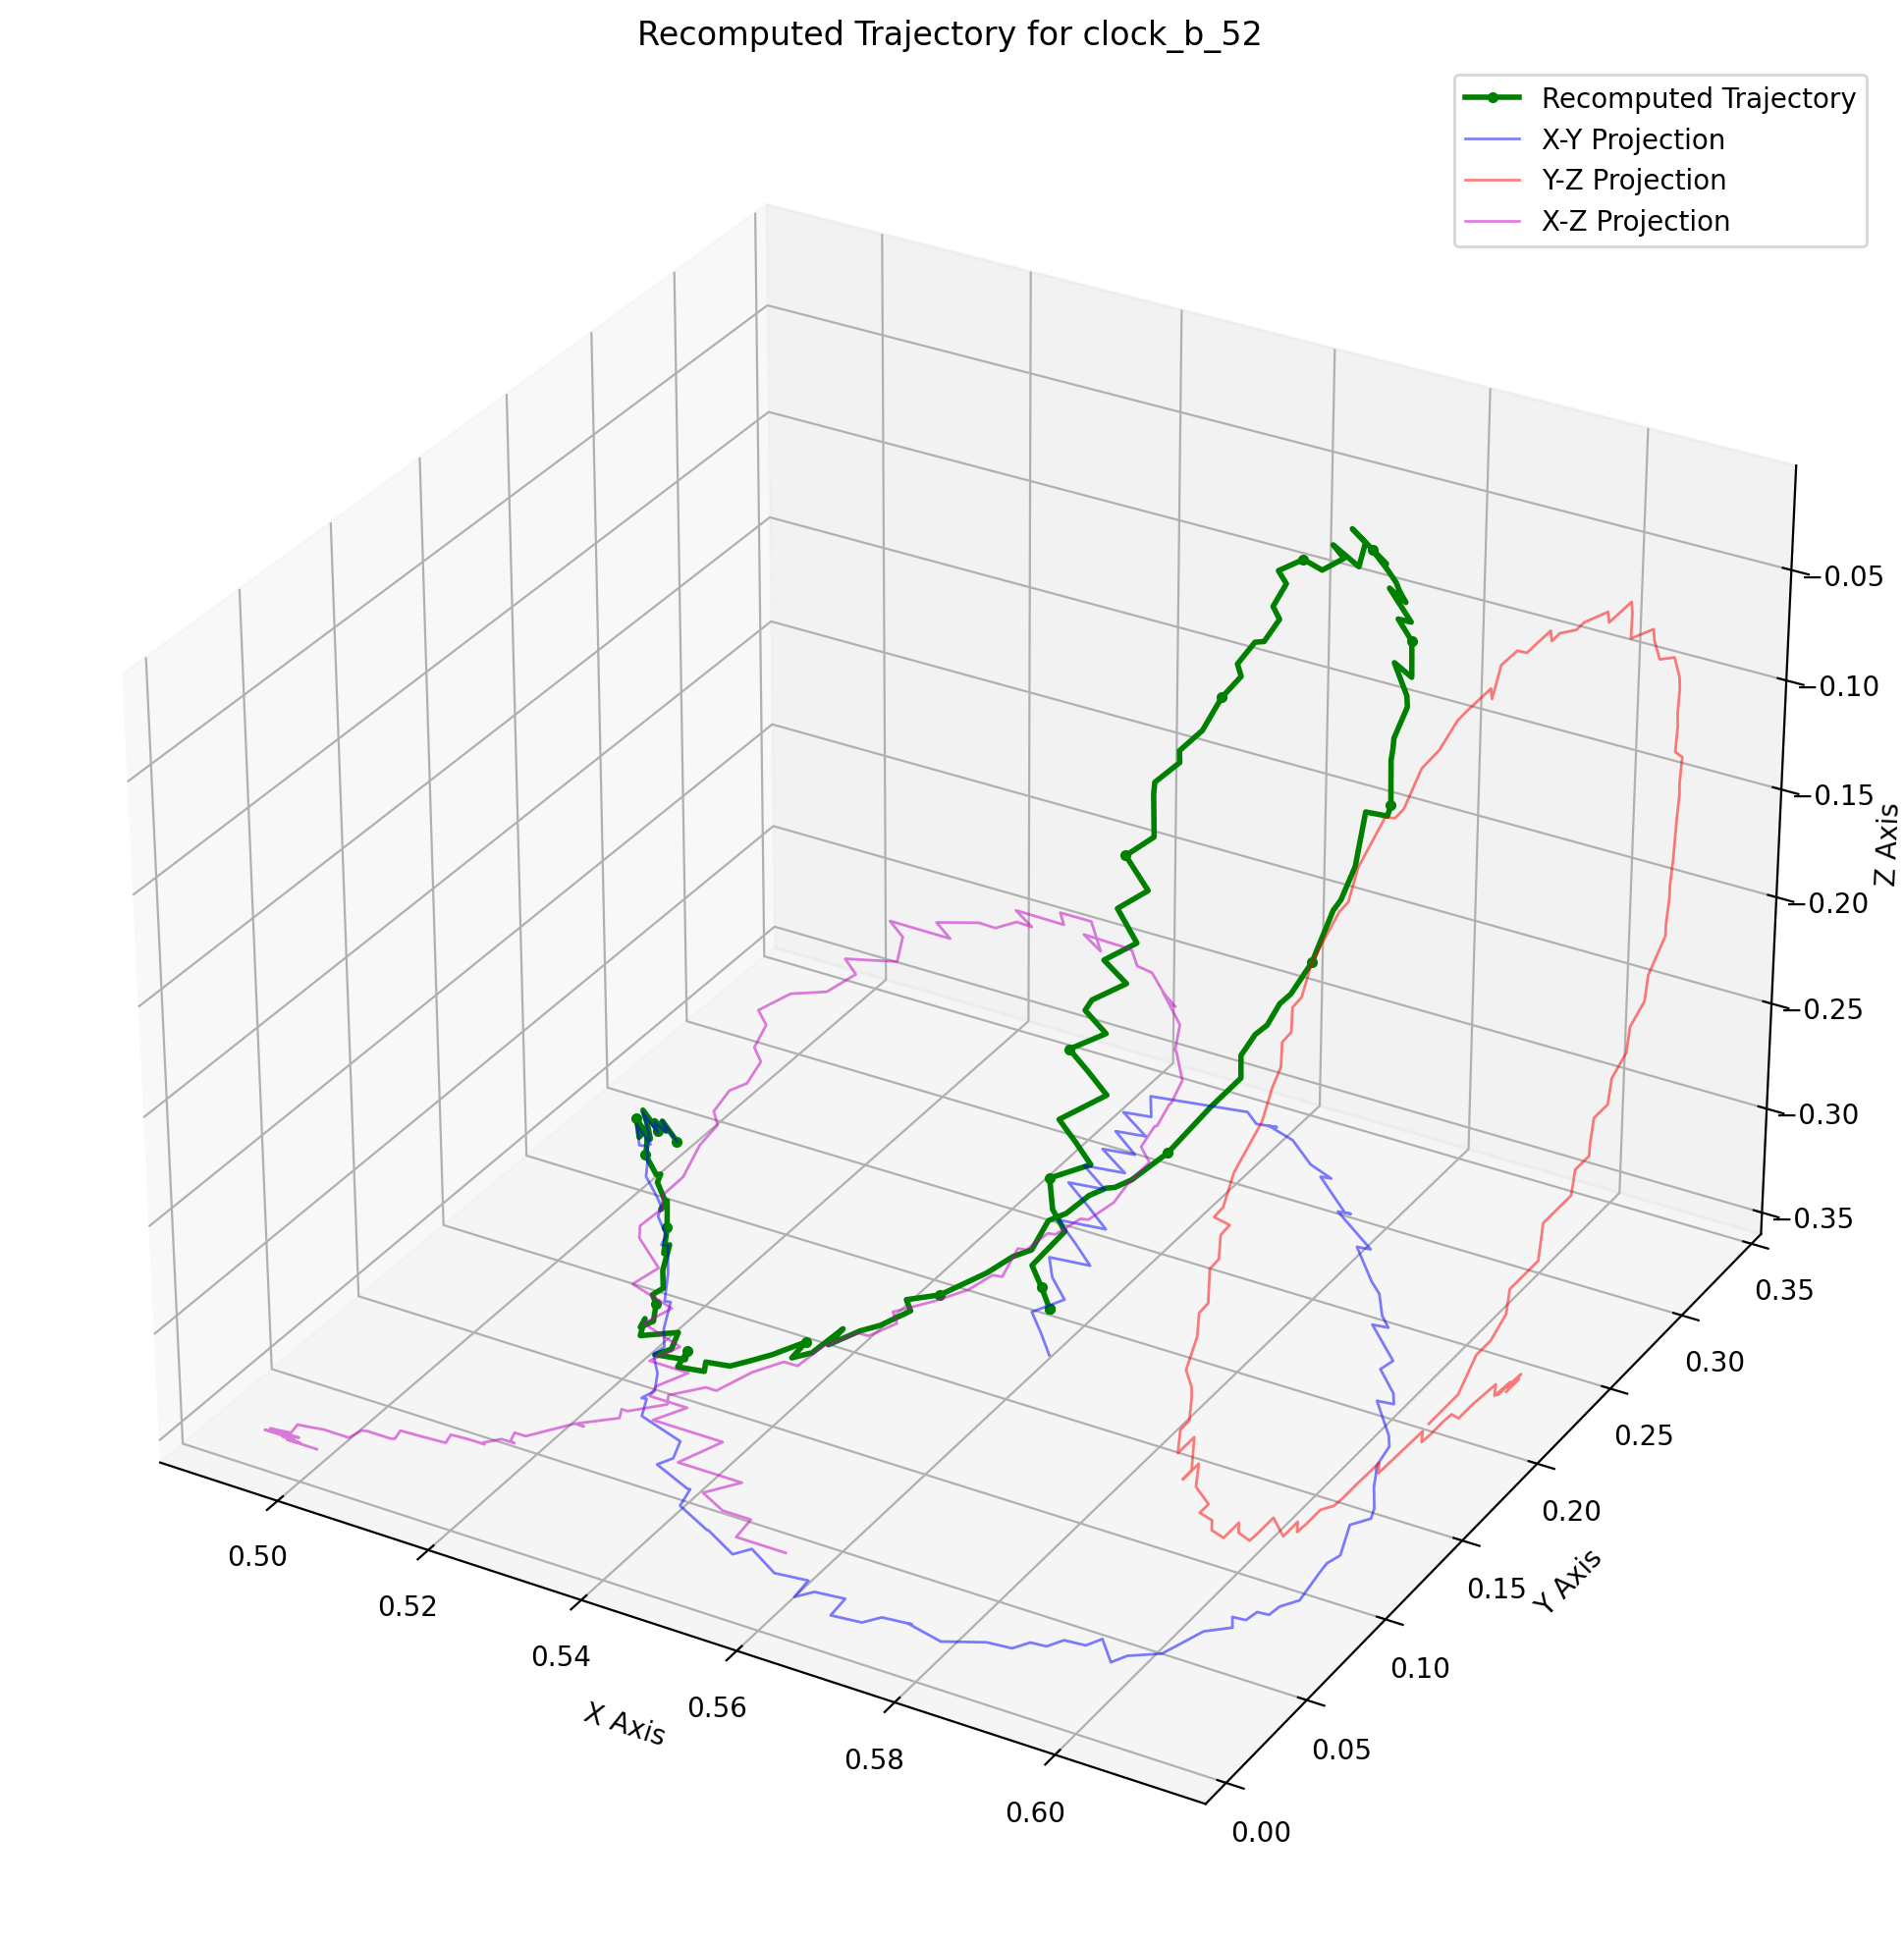 Recomputed Trajectory for clock_b_52
Recomputed Trajectory
X-Y Projection
Y-Z Projection
X-Z Projection
−0.05
−0.10
−0.15
−0.20
−0.25
−0.30
−0.35
Z Axis
0.35
0.30
0.25
0.20
0.15
0.10
0.05
0.00
Y Axis
0.50
0.52
0.54
0.56
0.58
0.60
X Axis